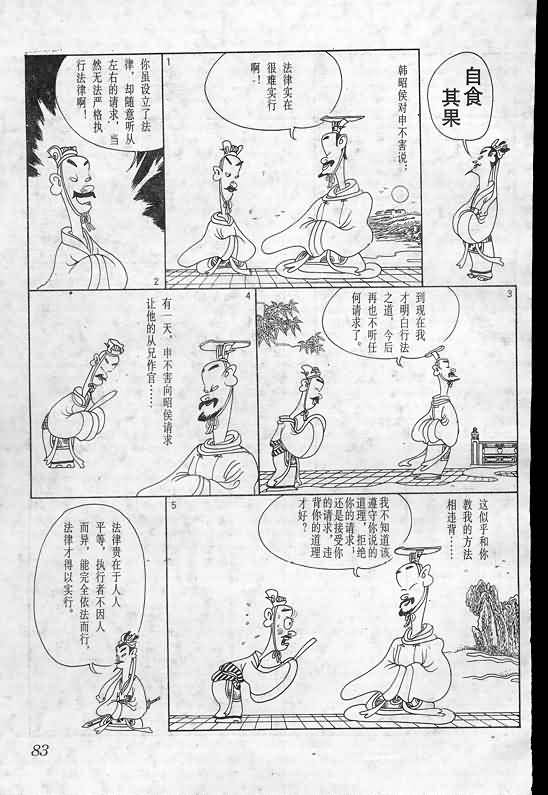 自食
其果
韩昭侯对申不害说：
1
法律实在
很难实行
啊！
你虽设立了法
律，却随意听从
左右的请求，当
然无法严格执
行法律啊！
2
3
到现在我
才明白行法
之道，今后
再也不听任
何请求了。
4
有一天，申不害向昭侯请求
让他的从兄作官……
5
这似乎和你
教我的方法
相违背……
我不知道该
遵守你说的
道理，拒绝
你的请求，
还是接受你
的请求，违
背你的道理
才好？
法律贵在于人人
平等，执行者不因人
而异，能完全依法而行，
法律才得以实行。
83